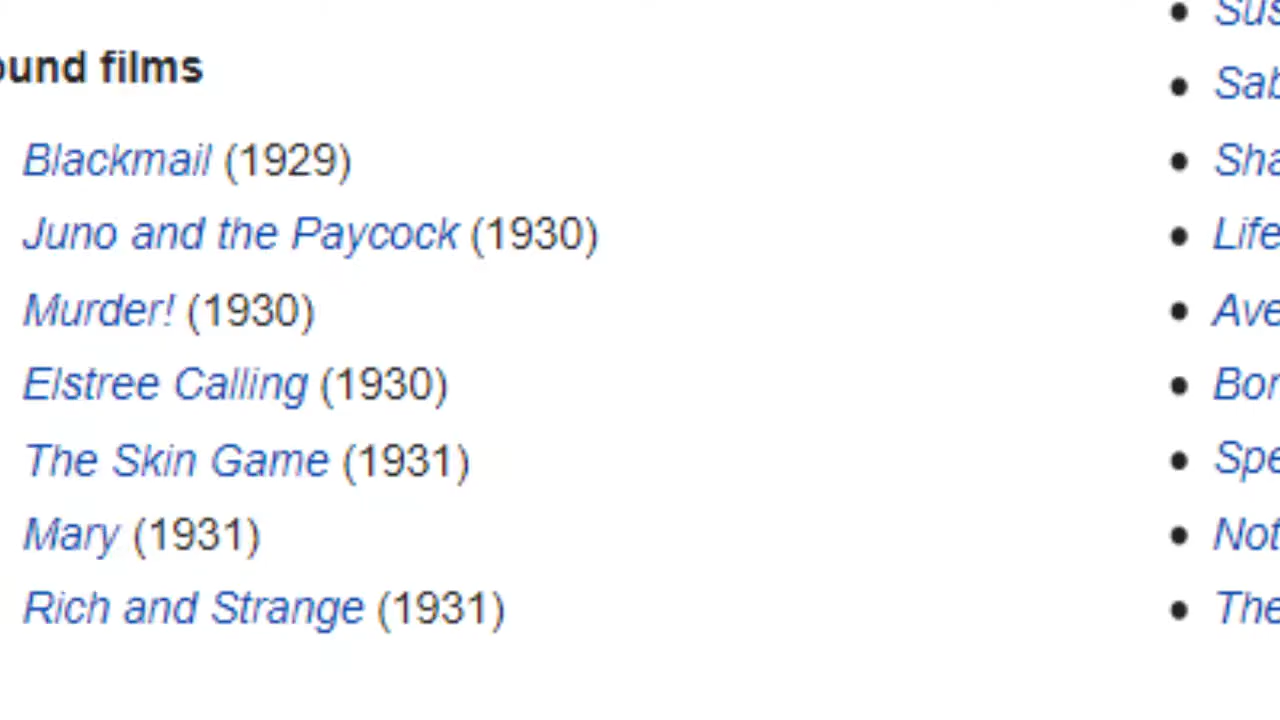 films
Blackmail (1929)
Juno and the Paycock (1930)
Murder! (1930)
Elstree Calling (1930)
The Skin Game (1931)
Mary (1931)
Rich and Strange (1931)